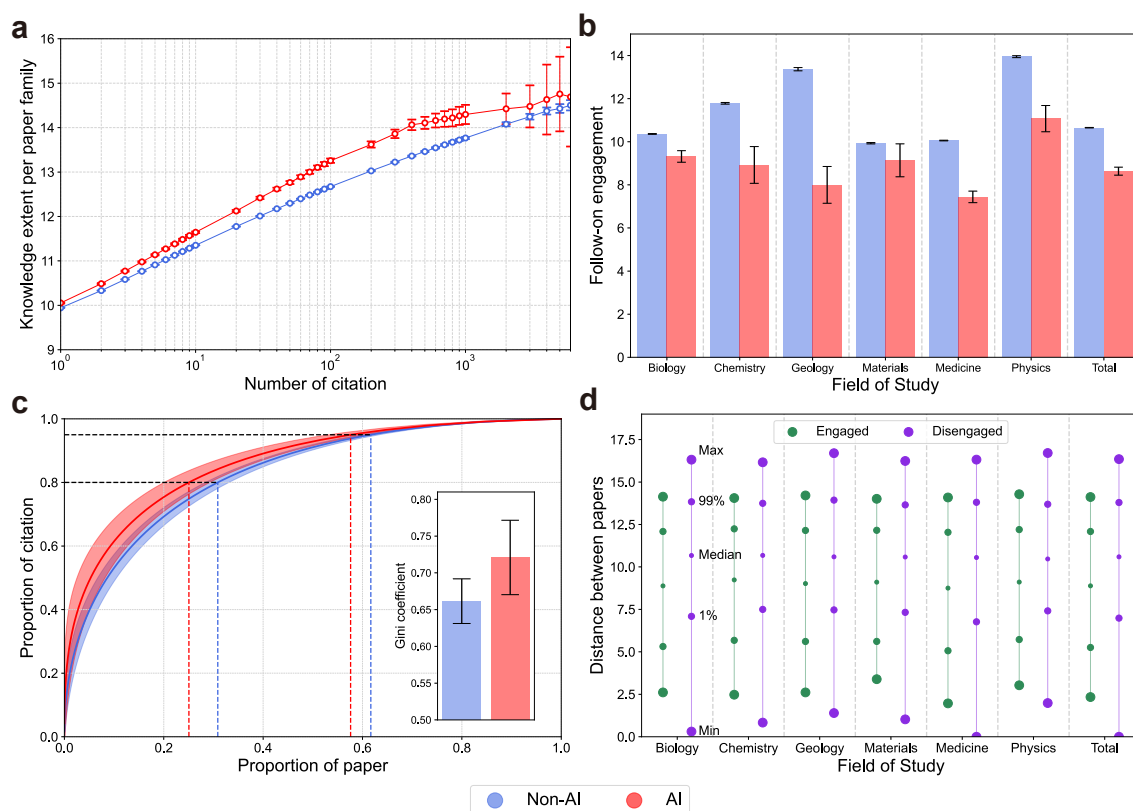 a
Knowledge extent per paper family
16
15
14
13
12
11
10
9
10⁰
10¹
10²
10³
Number of citation
b
Follow-on engagement
14
12
10
8
6
4
2
0
Biology
Chemistry
Geology
Materials
Medicine
Physics
Total
Field of Study
c
Proportion of citation
1.0
0.8
0.6
0.4
0.2
0.0
0.0
0.2
0.4
0.6
0.8
1.0
Proportion of paper
Gini coefficient
0,80
0,75
0.70
0.65
0.60
0.55
0.50
d
Distance between papers
17.5
15.0
12.5
10.0
7.5
5.0
2.5
0.0
Engaged
Disengaged
Max
99%
Median
1%
Min
Biology
Chemistry
Geology
Materials
Medicine
Physics
Total
Field of Study
Non-AI
AI